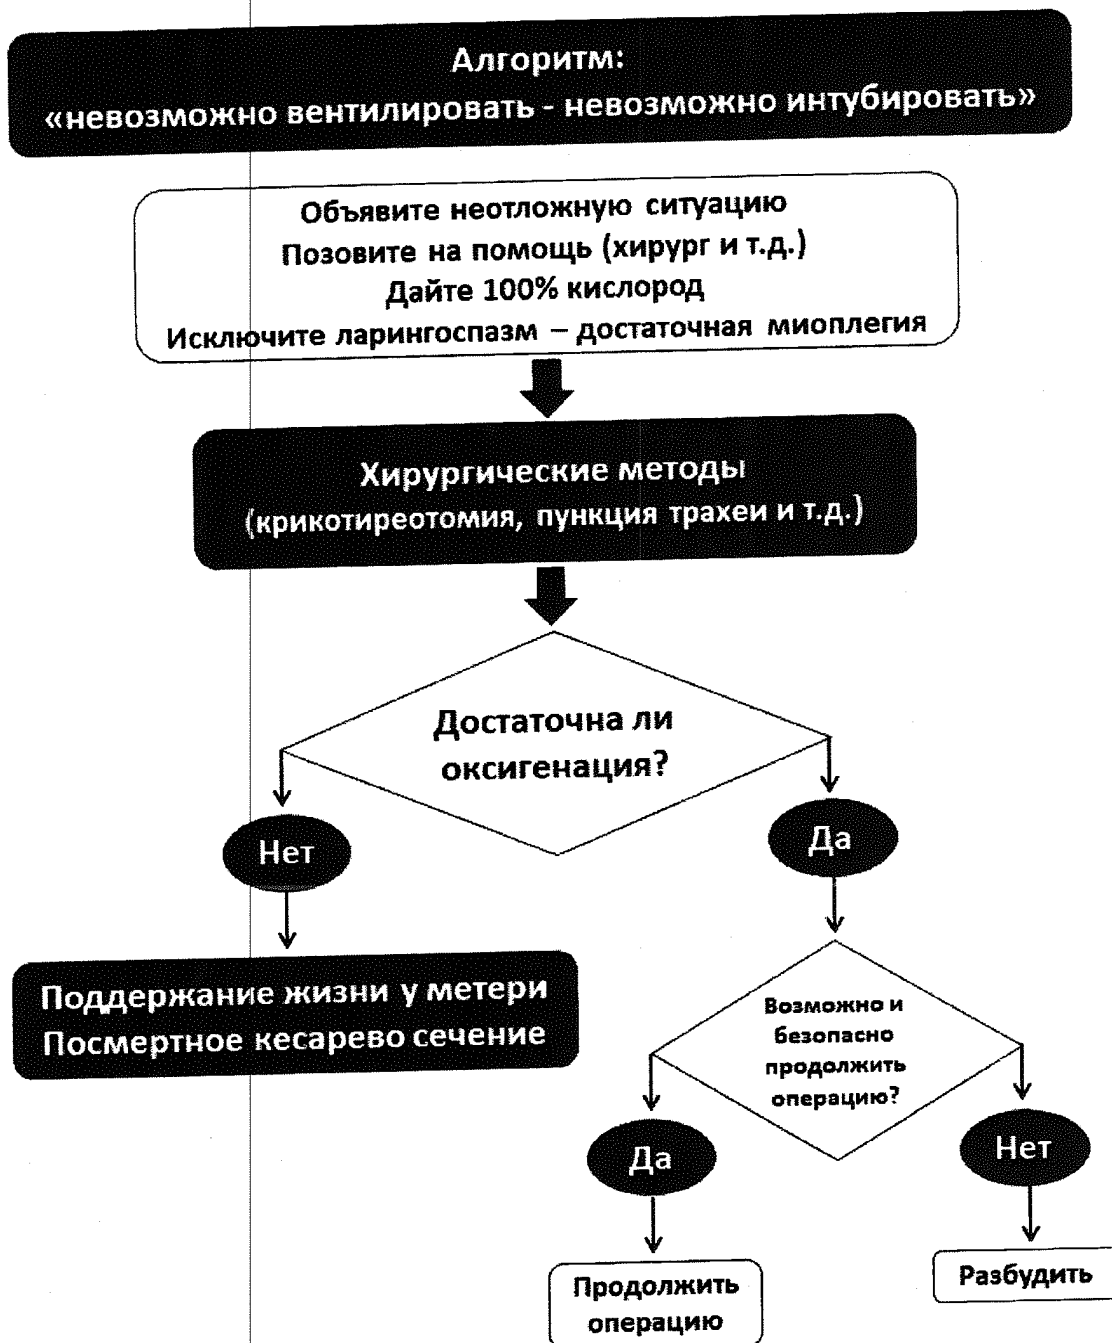 Алгоритм:
«невозможно вентилировать - невозможно интубировать»
Объявите неотложную ситуацию
Позовите на помощь (хирург и т.д.)
Дайте 100% кислород
Исключите ларингоспазм – достаточная миоплегия
Хирургические методы
(крикотиреотомия, пункция трахеи и т.д.)
Достаточна ли
оксигенация?
Нет
Да
Поддержание жизни у метери
Посмертное кесарево сечение
Возможно и
безопасно
продолжить
операцию?
Да
Нет
Продолжить
операцию
Разбудить